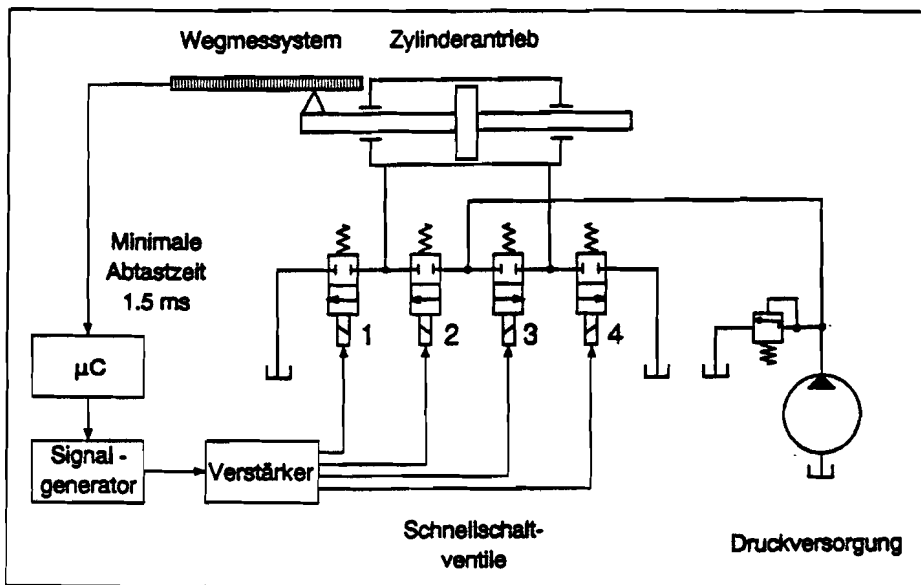 Wegmessystem
Zylinderantrieb
Minimale
Abtastzeit
1.5 ms
1
2
3
4
µC
Signal -
generator
Verstärker
Schnellschalt-
ventile
Druckversorgung